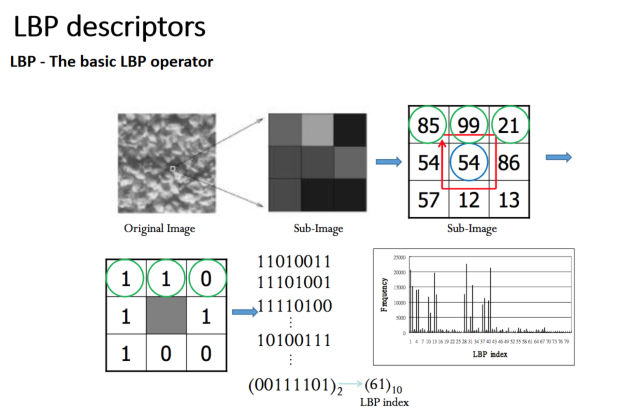 LBP descriptors
LBP - The basic LBP operator
85 99 21
54 54 86
57 12 13
Original Image
Sub-Image
Sub-Image
1 1 0
1 1
1 0 0
11010011
11101001
11110100
⋮
10100111
⋮
(00111101)₂ → (61)₁₀
LBP index
Frequency
25000
20000
15000
10000
5000
0
1 4 7 10 13 16 19 22 25 28 31 34 37 40 43 46 49 52 55 58 61 64 67 70 73 76 79
LBP index